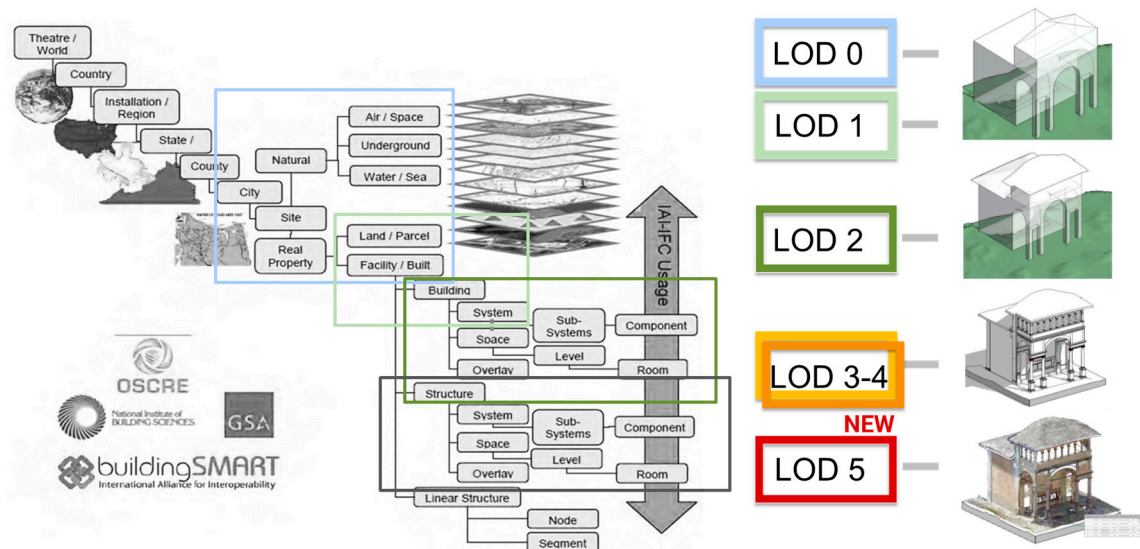 Theatre /
World
Country
Installation /
Region
State /
County
City
Site
Natural
Real
Property
Air / Space
Underground
Water / Sea
Land / Parcel
Facility / Built
Building
System
Sub-
Systems
Component
Space
Level
Overlay
Room
Structure
System
Sub-
Systems
Component
Space
Level
Overlay
Room
Linear Structure
Node
Segment
IAI-IFC Usage
OSCRE
National Institute of
BUILDING SCIENCES
GSA
buildingSMART
International Alliance for Interoperability
LOD 0
LOD 1
LOD 2
LOD 3-4
NEW
LOD 5